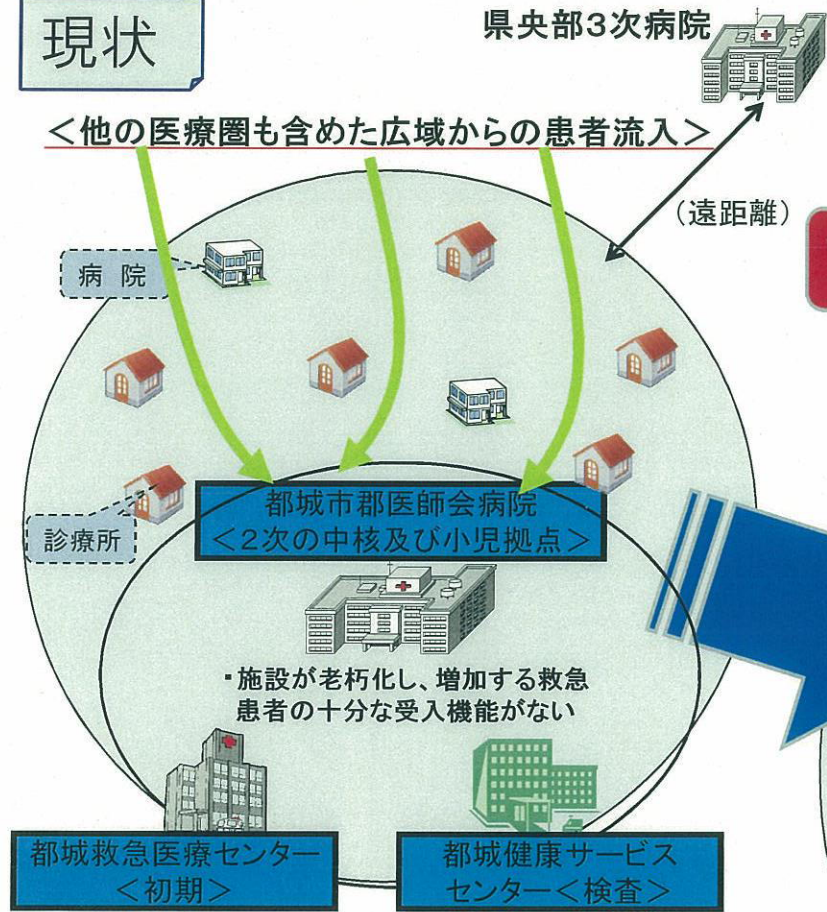 現状
県央部3次病院
＜他の医療圏も含めた広域からの患者流入＞
（遠距離）
病 院
診療所
都城市郡医師会病院
＜2次の中核及び小児拠点＞
・施設が老朽化し、増加する救急
患者の十分な受入機能がない
都城救急医療センター
＜初期＞
都城健康サービス
センター＜検査＞